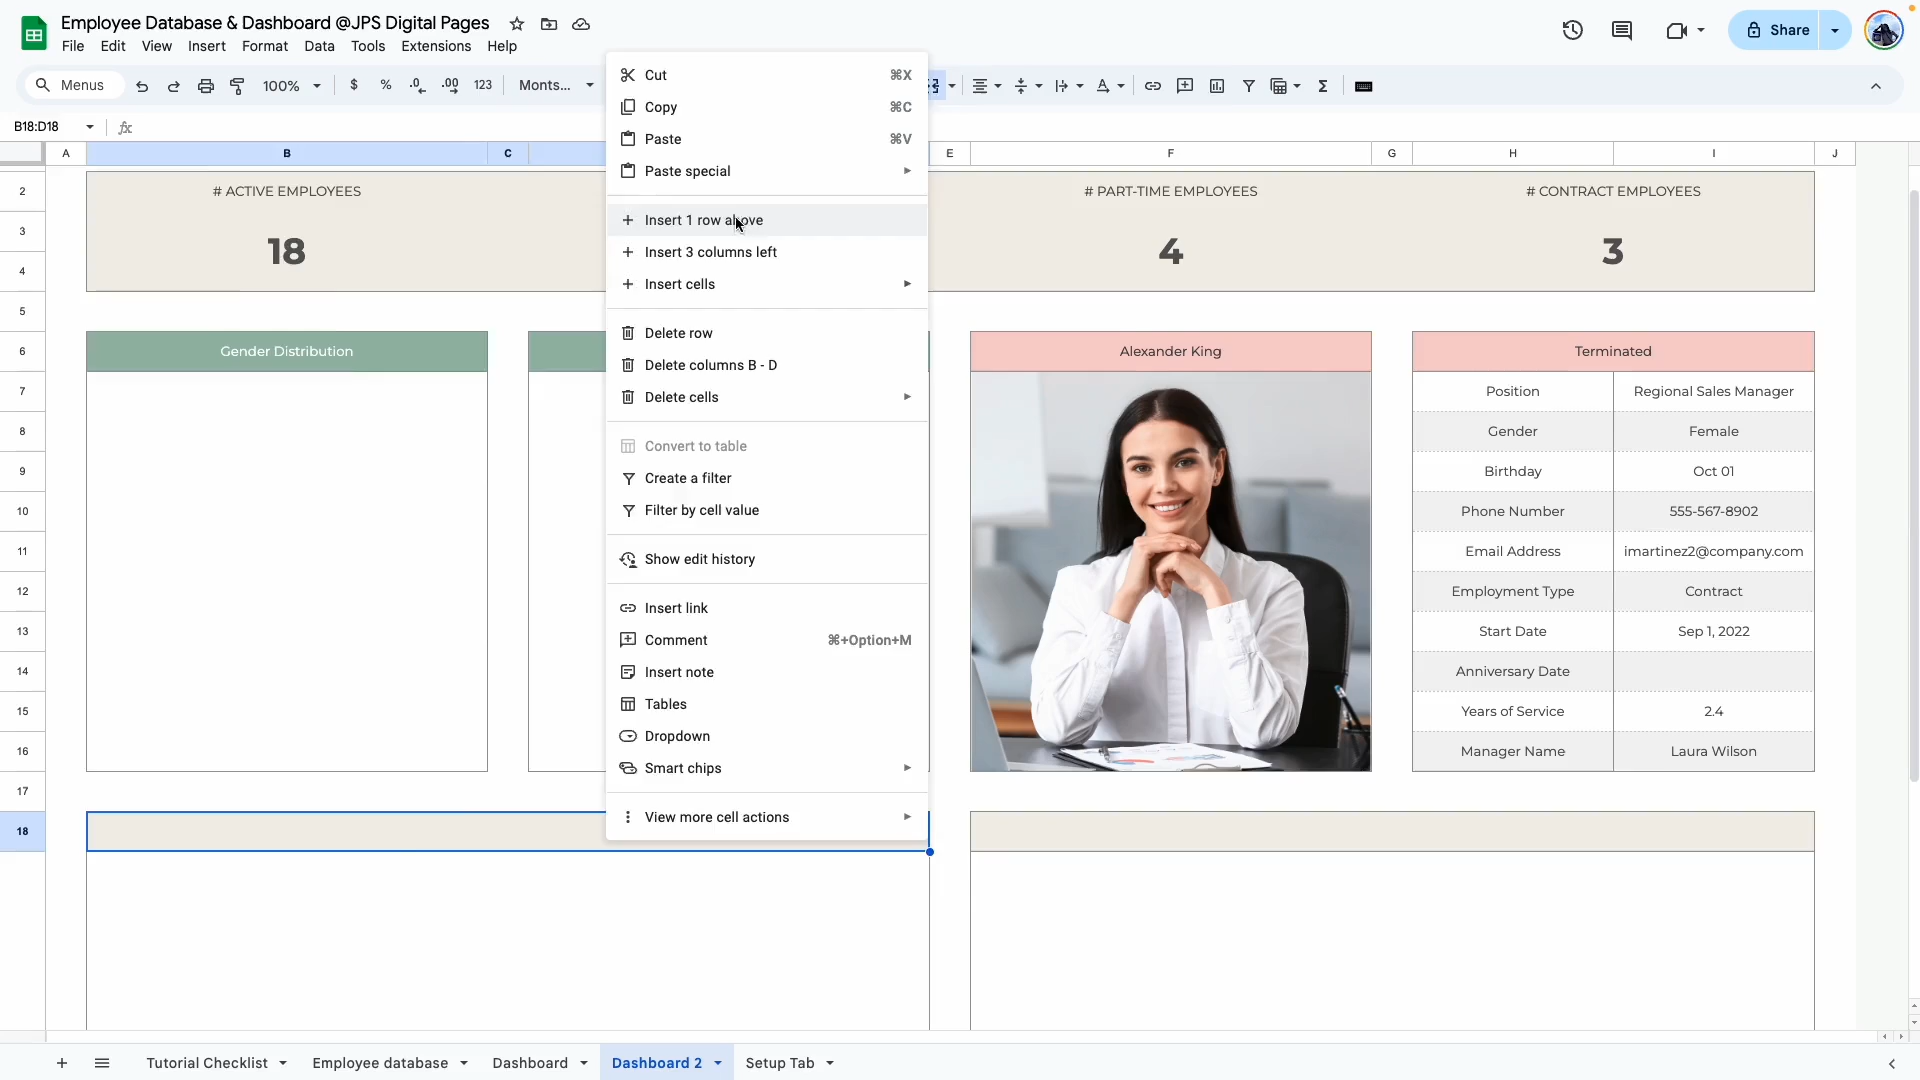 Employee Database & Dashboard @JPS Digital Pages
File Edit View Insert Format Data Tools Extensions Help
Share
Menus
100%
$ % .0 .00 123 Monts...
B18:D18
fx
A B C E F G H I J
Cut ⌘X
Copy ⌘C
Paste ⌘V
Paste special
Insert 1 row above
Insert 3 columns left
Insert cells
Delete row
Delete columns B - D
Delete cells
Convert to table
Create a filter
Filter by cell value
Show edit history
Insert link
Comment ⌘+Option+M
Insert note
Tables
Dropdown
Smart chips
View more cell actions
2 # ACTIVE EMPLOYEES # PART-TIME EMPLOYEES # CONTRACT EMPLOYEES
3 18 4 3
4
5
6 Gender Distribution Alexander King Terminated
7 Position Regional Sales Manager
8 Gender Female
9 Birthday Oct 01
10 Phone Number 555-567-8902
11 Email Address imartinez2@company.com
12 Employment Type Contract
13 Start Date Sep 1, 2022
14 Anniversary Date
15 Years of Service 2.4
16 Manager Name Laura Wilson
17
18
Tutorial Checklist Employee database Dashboard Dashboard 2 Setup Tab